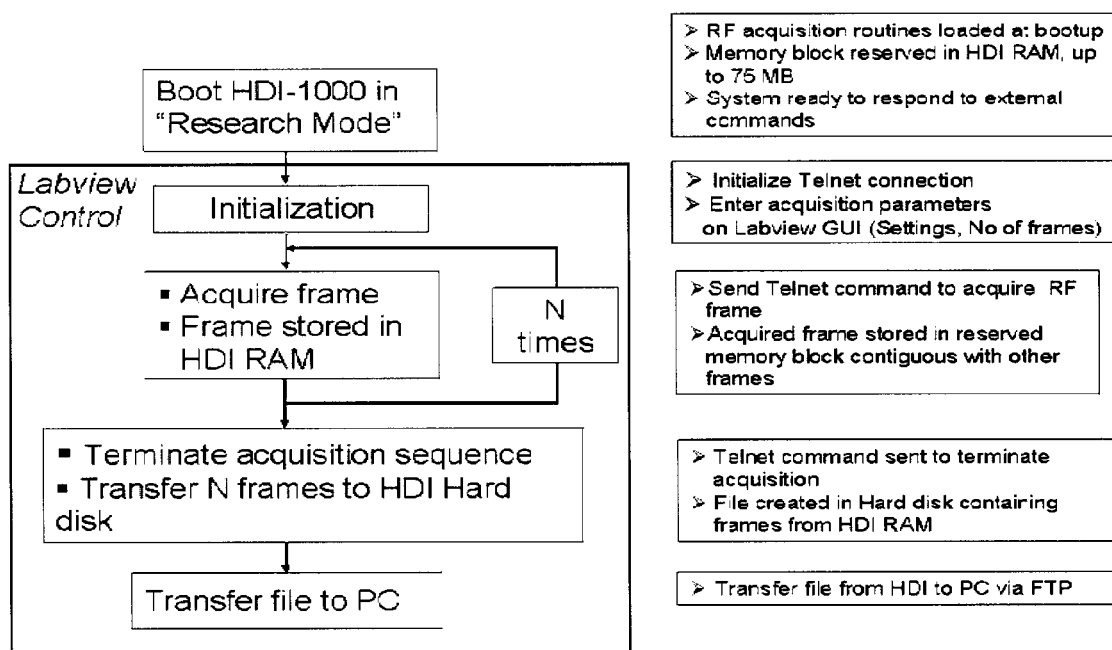 Boot HDI-1000 in
“Research Mode”
Labview
Control
Initialization
▪ Acquire frame
▪ Frame stored in
HDI RAM
N
times
▪ Terminate acquisition sequence
▪ Transfer N frames to HDI Hard
disk
Transfer file to PC
➢ RF acquisition routines loaded at bootup
➢ Memory block reserved in HDI RAM, up
to 75 MB
➢ System ready to respond to external
commands
➢ Initialize Telnet connection
➢ Enter acquisition parameters
on Labview GUI (Settings, No of frames)
➢ Send Telnet command to acquire RF
frame
➢ Acquired frame stored in reserved
memory block contiguous with other
frames
➢ Telnet command sent to terminate
acquisition
➢ File created in Hard disk containing
frames from HDI RAM
➢ Transfer file from HDI to PC via FTP